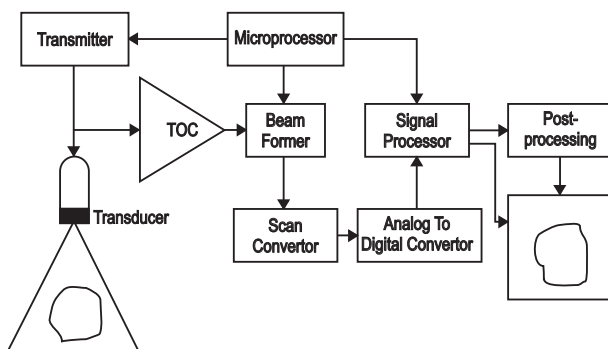 Transmitter
Microprocessor
TOC
Beam
Former
Signal
Processor
Post-
processing
Transducer
Scan
Convertor
Analog To
Digital Convertor